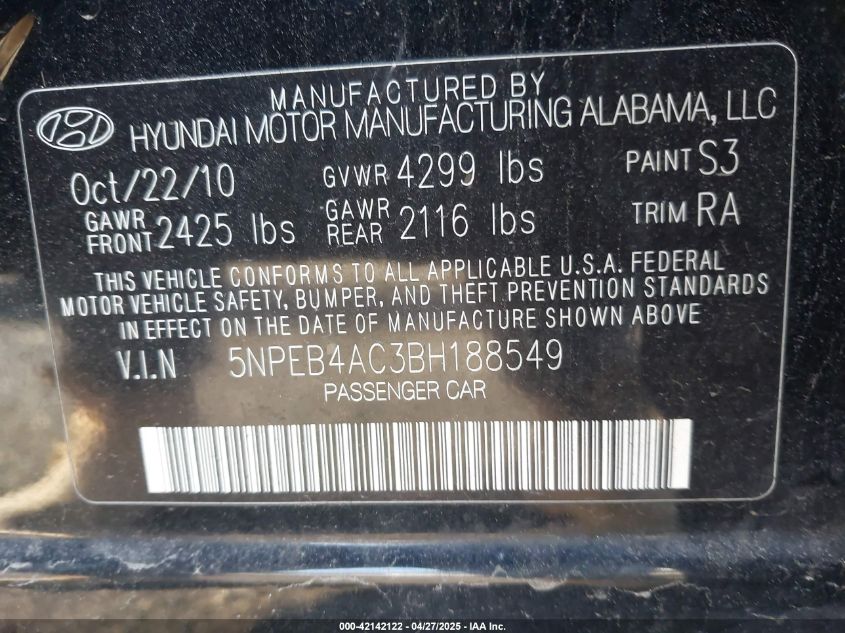 MANUFACTURED BY
HYUNDAI MOTOR MANUFACTURING ALABAMA, LLC
Oct/22/10 GVWR 4299 lbs PAINT S3
GAWR FRONT 2425 lbs GAWR REAR 2116 lbs TRIM RA
THIS VEHICLE CONFORMS TO ALL APPLICABLE U.S.A. FEDERAL
MOTOR VEHICLE SAFETY, BUMPER, AND THEFT PREVENTION STANDARDS
IN EFFECT ON THE DATE OF MANUFACTURE SHOWN ABOVE
V.I.N 5NPEB4AC3BH188549
PASSENGER CAR
000-42142122 - 04/27/2025 - IAA Inc.